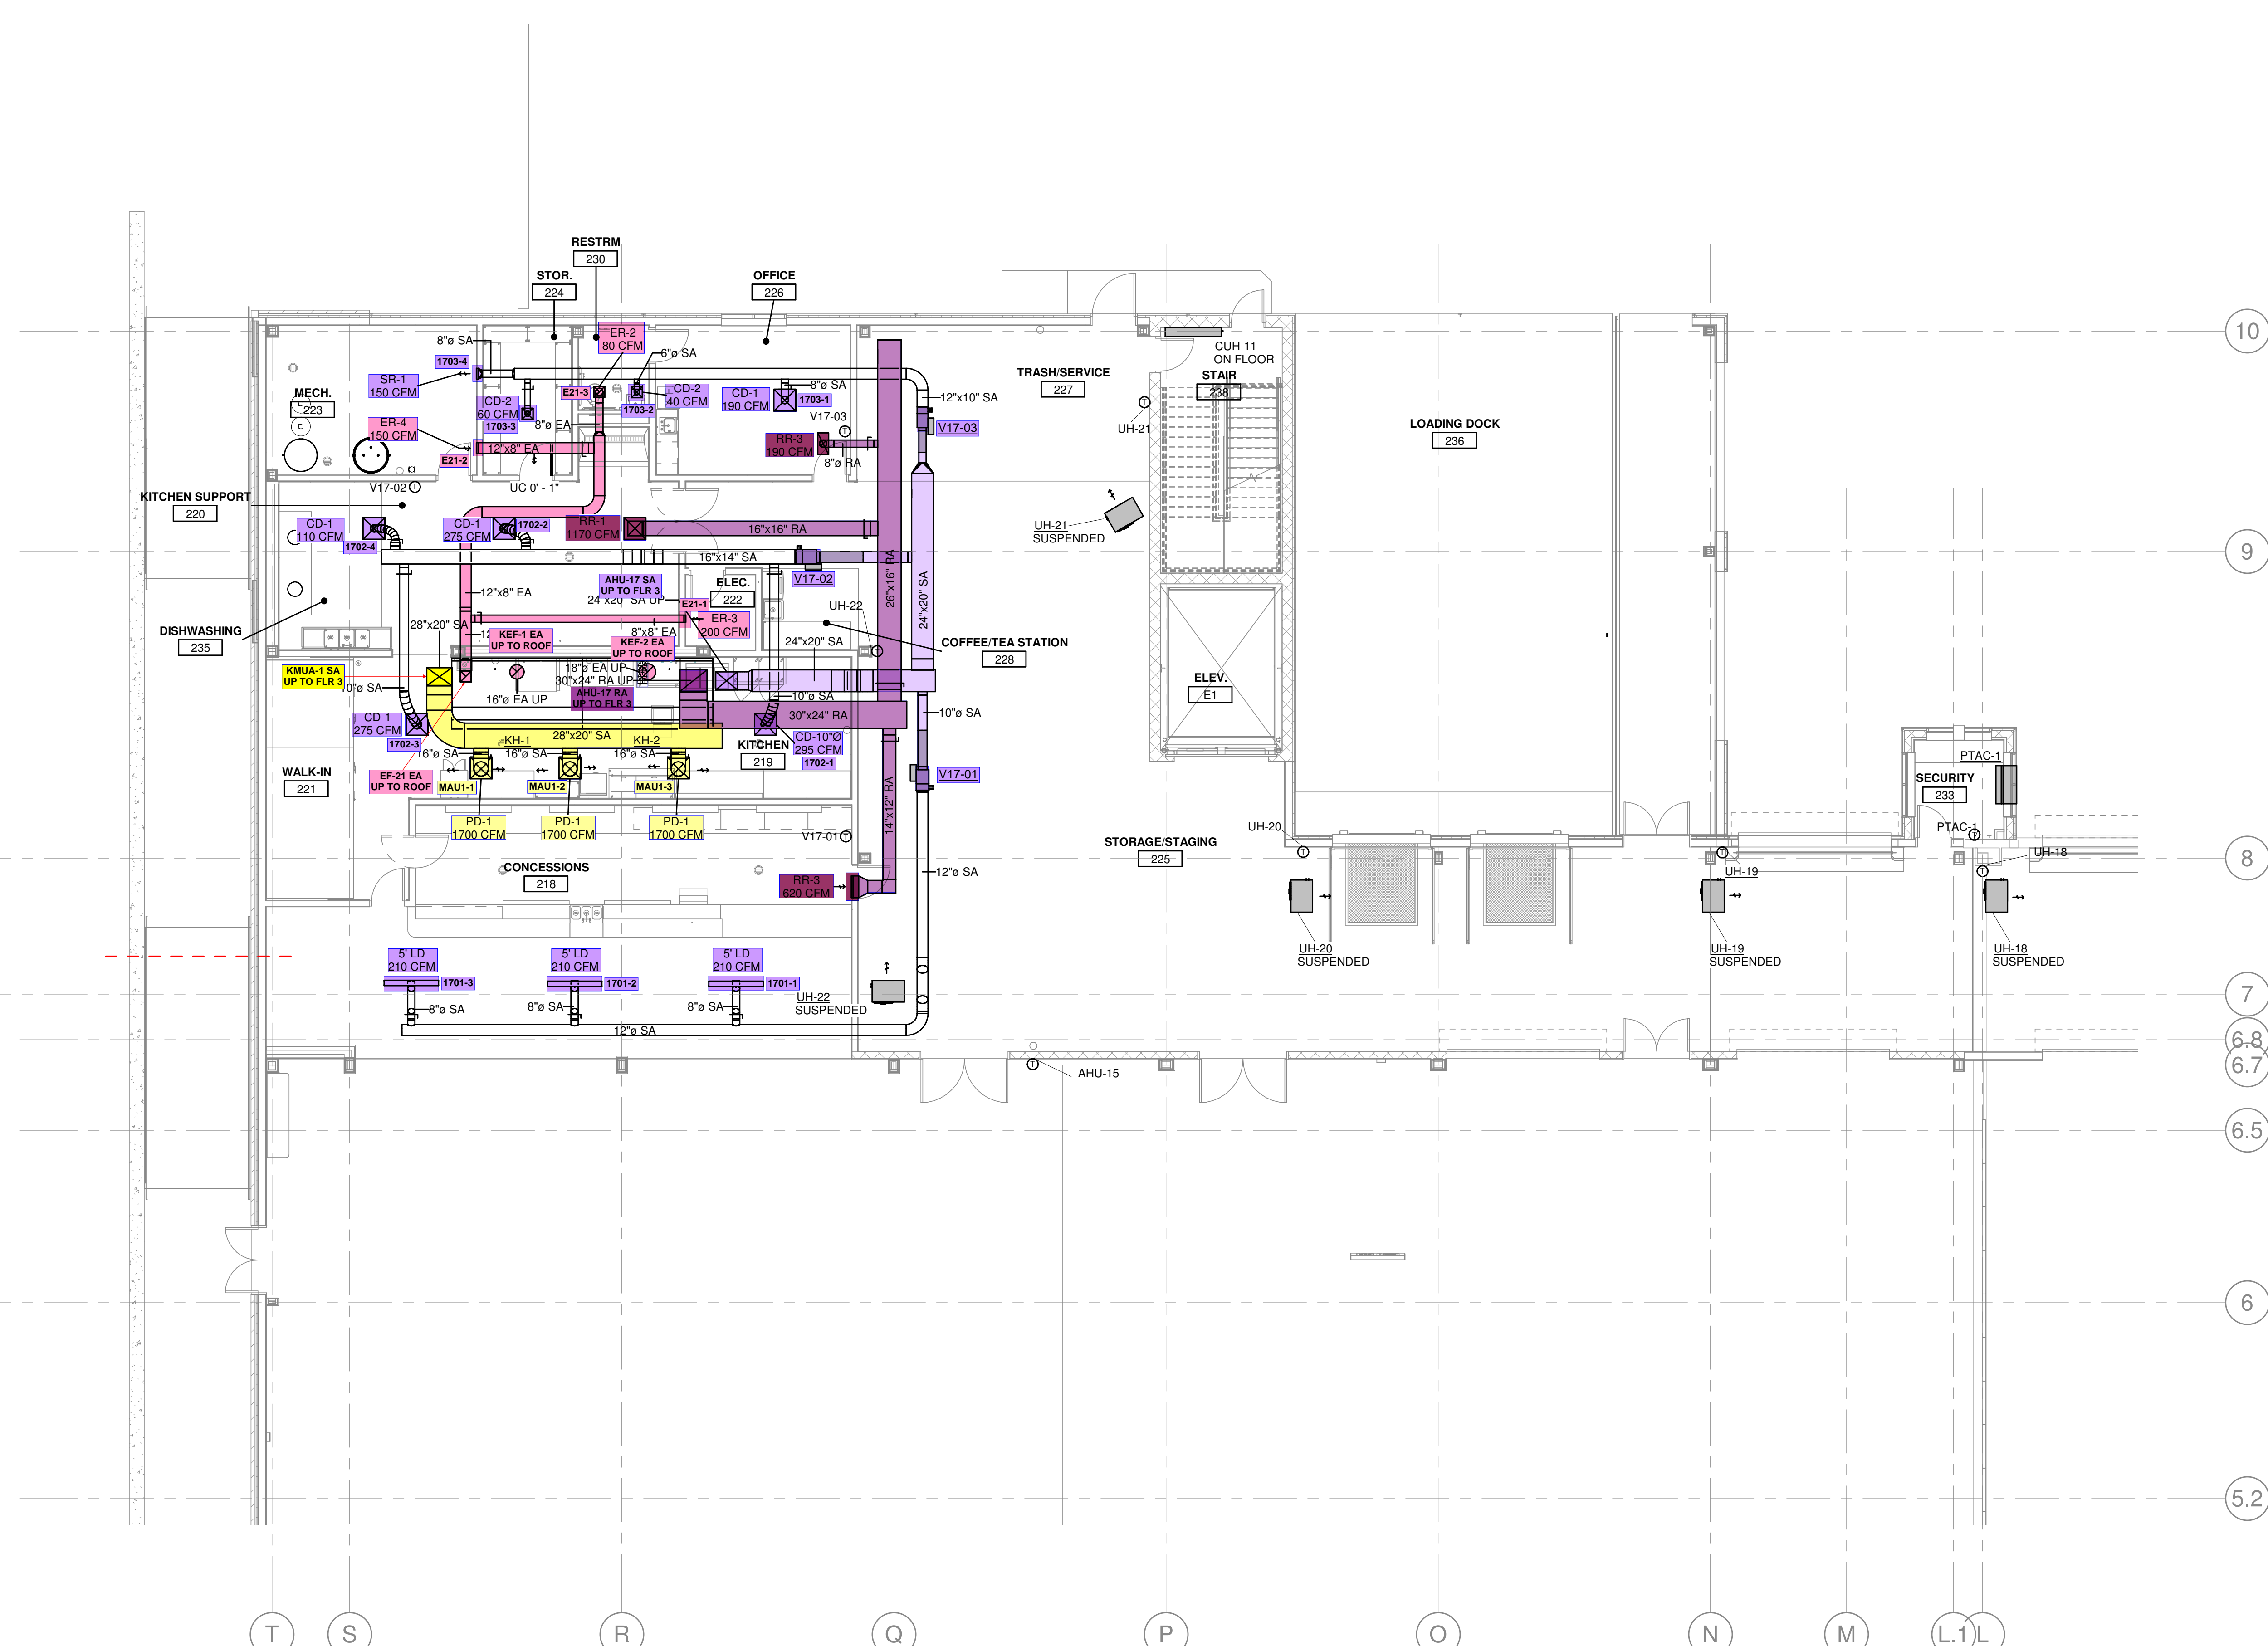 RESTRM
230
STOR.
224
OFFICE
226
10
ER-2
80 CFM
8"ø SA
6"ø SA
1703-4
SR-1
150 CFM
MECH.
223
CD-2
60 CFM
1703-3
E21-3
CD-2
40 CFM
1703-2
CD-1
190 CFM
8"ø SA
1703-1
V17-03
CUH-11
ON FLOOR
STAIR
238
TRASH/SERVICE
227
12"x10" SA
UH-21
V17-03
LOADING DOCK
236
ER-4
150 CFM
8"ø EA
12"x8" EA
E21-2
RR-3
190 CFM
8"ø RA
V17-02
UC 0' - 1"
KITCHEN SUPPORT
220
CD-1
110 CFM
1702-4
CD-1
275 CFM
1702-2
RR-1
1170 CFM
16"x16" RA
UH-21
SUSPENDED
9
16"x14" SA
V17-02
26"x16" RA
24"x20" SA
AHU-17 SA
UP TO FLR 3
24"x20" SA UP
ELEC.
222
12"x8" EA
E21-1
ER-3
200 CFM
UH-22
DISHWASHING
235
28"x20" SA
12
8"x8" EA
KEF-1 EA
UP TO ROOF
KEF-2 EA
UP TO ROOF
24"x20" SA
COFFEE/TEA STATION
228
KMUA-1 SA
UP TO FLR 3
18"ø EA UP
30"x24" RA UP
ELEV.
E1
10"ø SA
16"ø EA UP
AHU-17 RA
UP TO FLR 3
10"ø SA
30"x24" RA
10"ø SA
CD-1
275 CFM
1702-3
KH-1
28"x20" SA
KH-2
KITCHEN
219
CD-10"Ø
295 CFM
1702-1
16"ø SA
16"ø SA
16"ø SA
PTAC-1
SECURITY
233
PTAC-1
WALK-IN
221
EF-21 EA
UP TO ROOF
MAU1-1
MAU1-2
MAU1-3
V17-01
14"x12" RA
PD-1
1700 CFM
PD-1
1700 CFM
PD-1
1700 CFM
V17-01
UH-20
STORAGE/STAGING
225
UH-18
8
CONCESSIONS
218
RR-3
620 CFM
12"ø SA
UH-19
UH-20
SUSPENDED
UH-19
SUSPENDED
UH-18
SUSPENDED
5' LD
210 CFM
1701-3
5' LD
210 CFM
1701-2
5' LD
210 CFM
1701-1
UH-22
SUSPENDED
7
8"ø SA
8"ø SA
8"ø SA
12"ø SA
6.8
6.7
AHU-15
6.5
6
5.2
T
S
R
Q
P
O
N
M
L.1
L